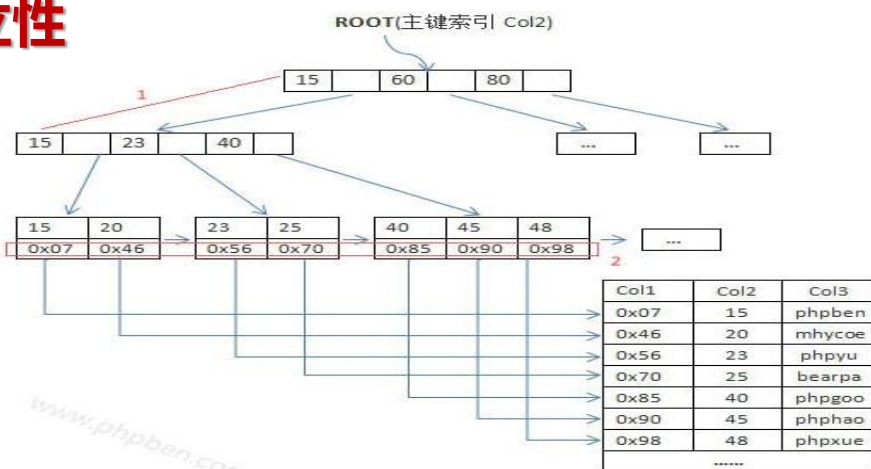 性
ROOT(主键索引 Col2)
15 60 80
1
15 23 40
... ...
15 20 23 25 40 45 48
0x07 0x46 0x56 0x70 0x85 0x90 0x98
...
2
Col1 Col2 Col3
0x07 15 phpben
0x46 20 mhycoe
0x56 23 phpyu
0x70 25 bearpa
0x85 40 phpgoo
0x90 45 phphao
0x98 48 phpxue
......
www.phpben.co